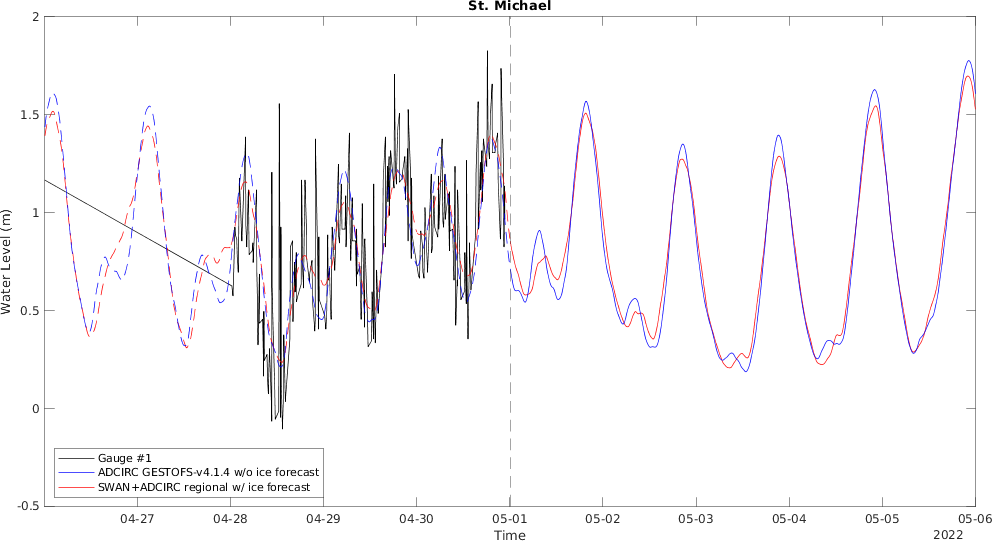 St. Michael
2
1.5
1
0.5
0
-0.5
Water Level (m)
Gauge #1
ADCIRC GESTOFS-v4.1.4 w/o ice forecast
SWAN+ADCIRC regional w/ ice forecast
04-27 04-28 04-29 04-30 05-01 05-02 05-03 05-04 05-05 05-06
Time
2022